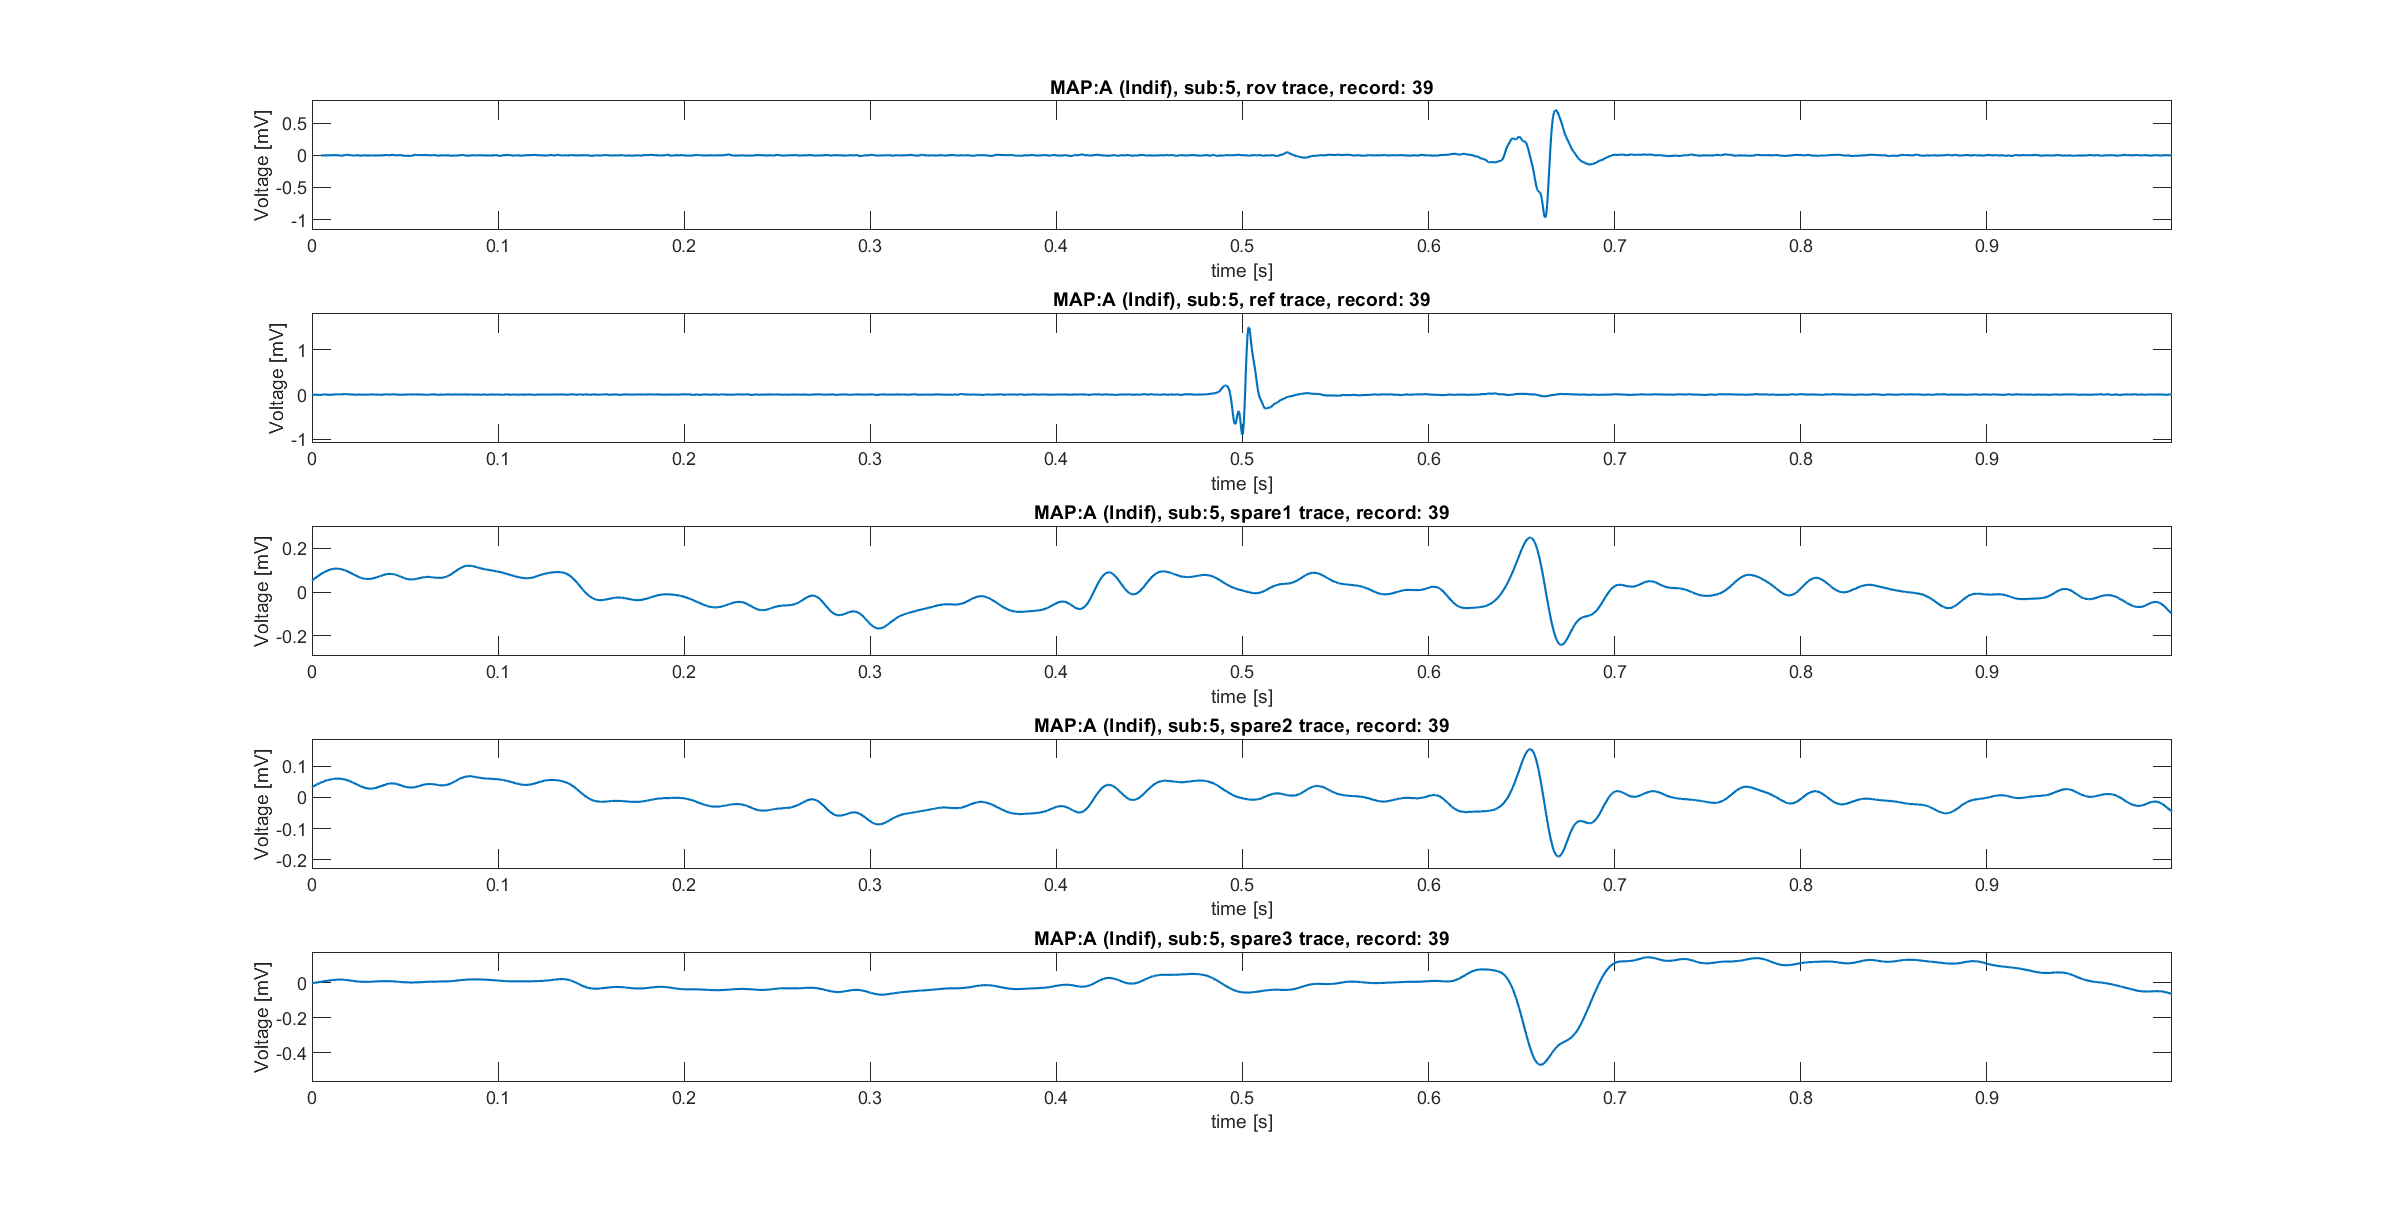 MAP:A (Indif), sub:5, rov trace, record: 39
Voltage [mV]
0.5
0
-0.5
-1
0 0.1 0.2 0.3 0.4 0.5 0.6 0.7 0.8 0.9
time [s]
MAP:A (Indif), sub:5, ref trace, record: 39
Voltage [mV]
1
0
-1
0 0.1 0.2 0.3 0.4 0.5 0.6 0.7 0.8 0.9
time [s]
MAP:A (Indif), sub:5, spare1 trace, record: 39
Voltage [mV]
0.2
0
-0.2
0 0.1 0.2 0.3 0.4 0.5 0.6 0.7 0.8 0.9
time [s]
MAP:A (Indif), sub:5, spare2 trace, record: 39
Voltage [mV]
0.1
0
-0.1
-0.2
0 0.1 0.2 0.3 0.4 0.5 0.6 0.7 0.8 0.9
time [s]
MAP:A (Indif), sub:5, spare3 trace, record: 39
Voltage [mV]
0
-0.2
-0.4
0 0.1 0.2 0.3 0.4 0.5 0.6 0.7 0.8 0.9
time [s]